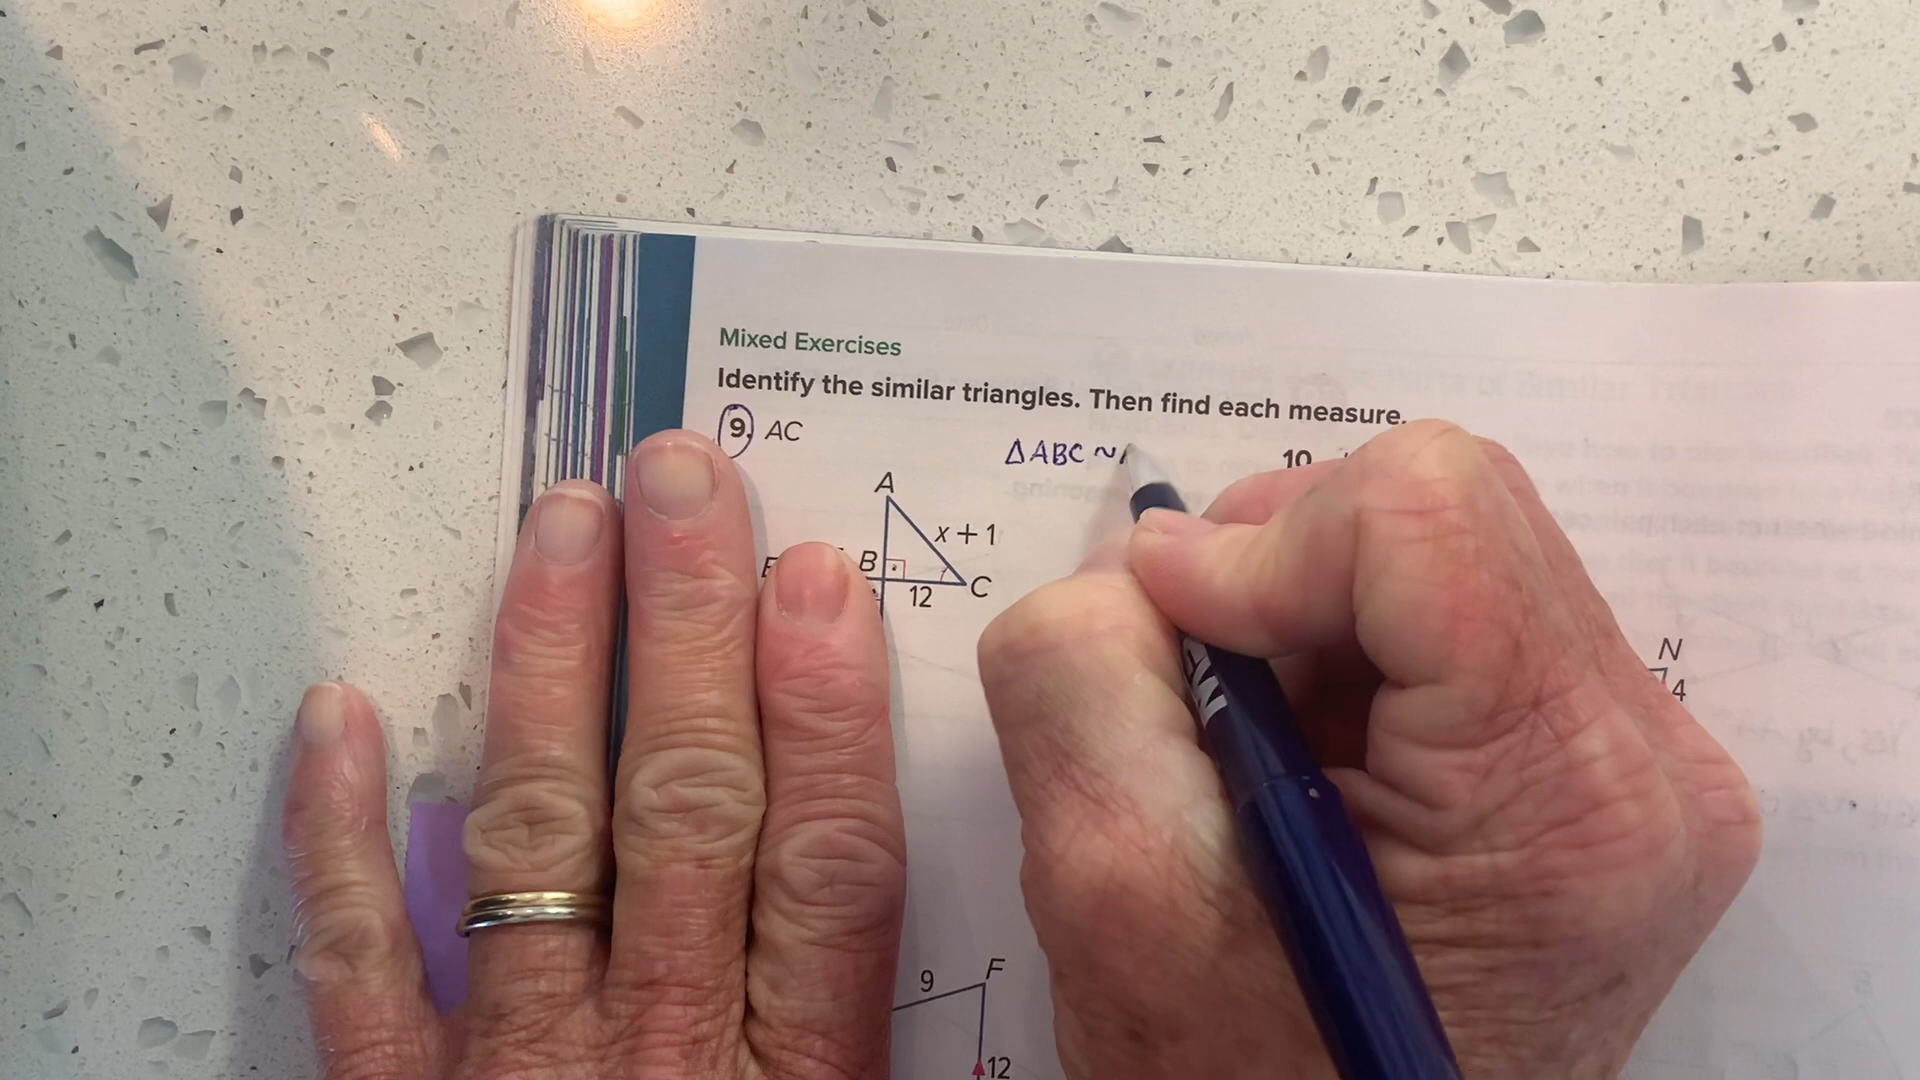 Mixed Exercises
Identify the similar triangles. Then find each measure.
9. AC
ΔABC ~
10
A
x + 1
B
C
12
N
4
9
F
12